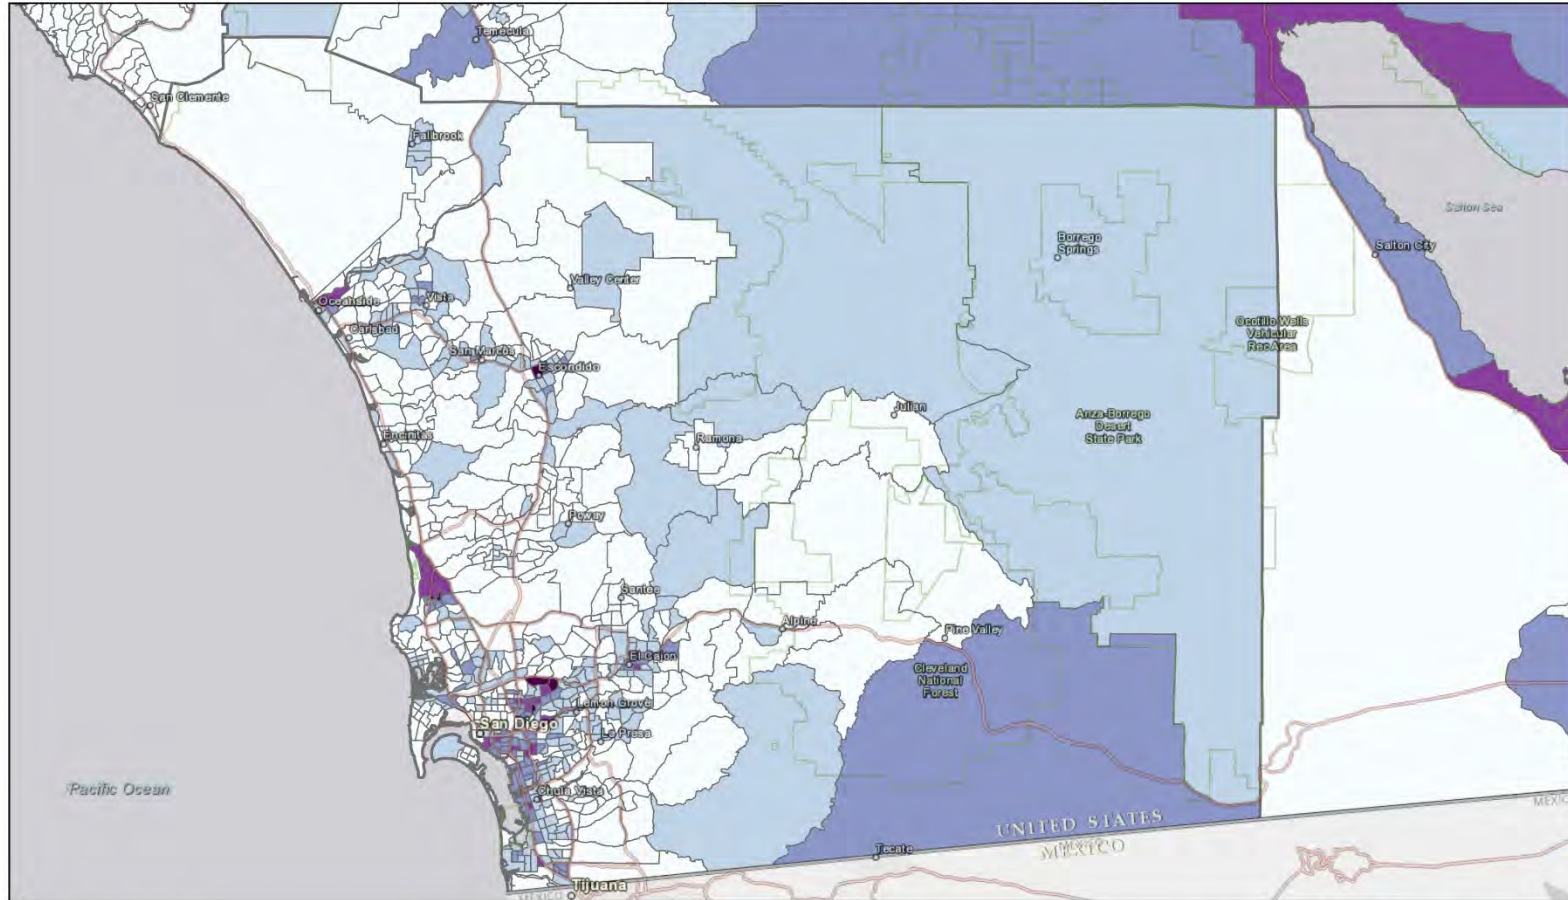 Temecula
San Clemente
Fallbrook
Salton Sea
Borrego
Springs
Salton City
Valley Center
Vista
Oceanside
Ocotillo Wells
Vehicular
Rec Area
Carlsbad
San Marcos
Escondido
Julian
Anza-Borrego
Desert
State Park
Encinitas
Ramona
Poway
Santee
Alpine
Pine Valley
El Cajon
Cleveland
National
Forest
Lemon Grove
San Diego
La Presa
Pacific Ocean
Chula Vista
UNITED STATES
MEXICO
Tecate
Tijuana
MEXICO